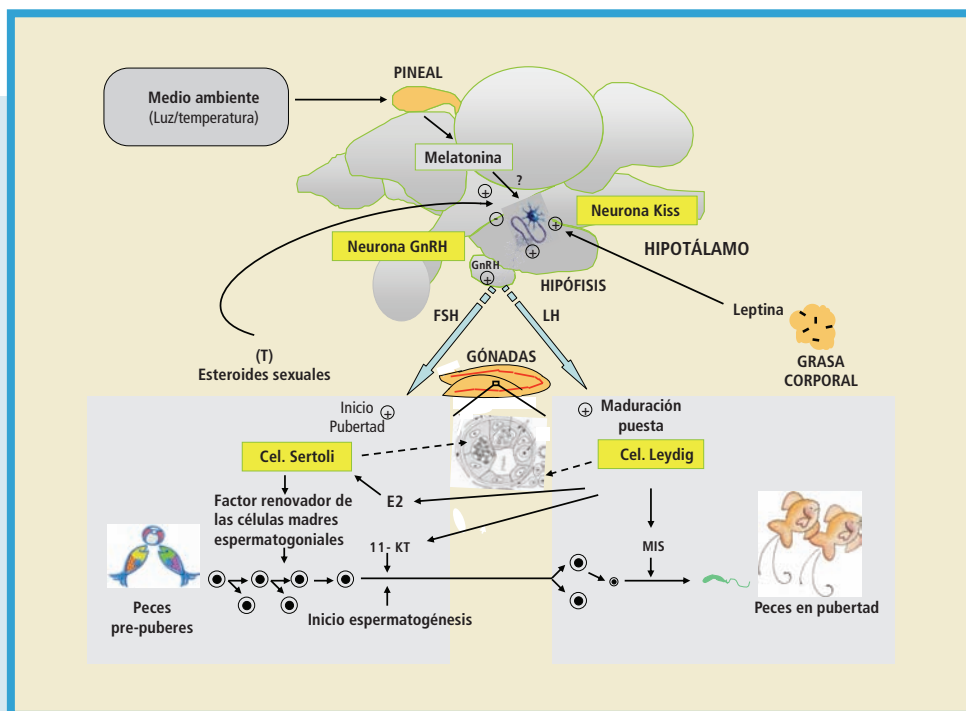 PINEAL
Medio ambiente
(Luz/temperatura)
Melatonina
?
+
-
+
+
Neurona Kiss
Neurona GnRH
HIPOTÁLAMO
GnRH
+
HIPÓFISIS
FSH
LH
Leptina
(T)
Esteroides sexuales
GRASA
CORPORAL
GÓNADAS
Inicio +
Pubertad
+ Maduración
puesta
Cel. Sertoli
Cel. Leydig
Factor renovador de
las células madres
espermatogoniales
E2
11- KT
MIS
Peces
pre-puberes
Inicio espermatogénesis
Peces en pubertad